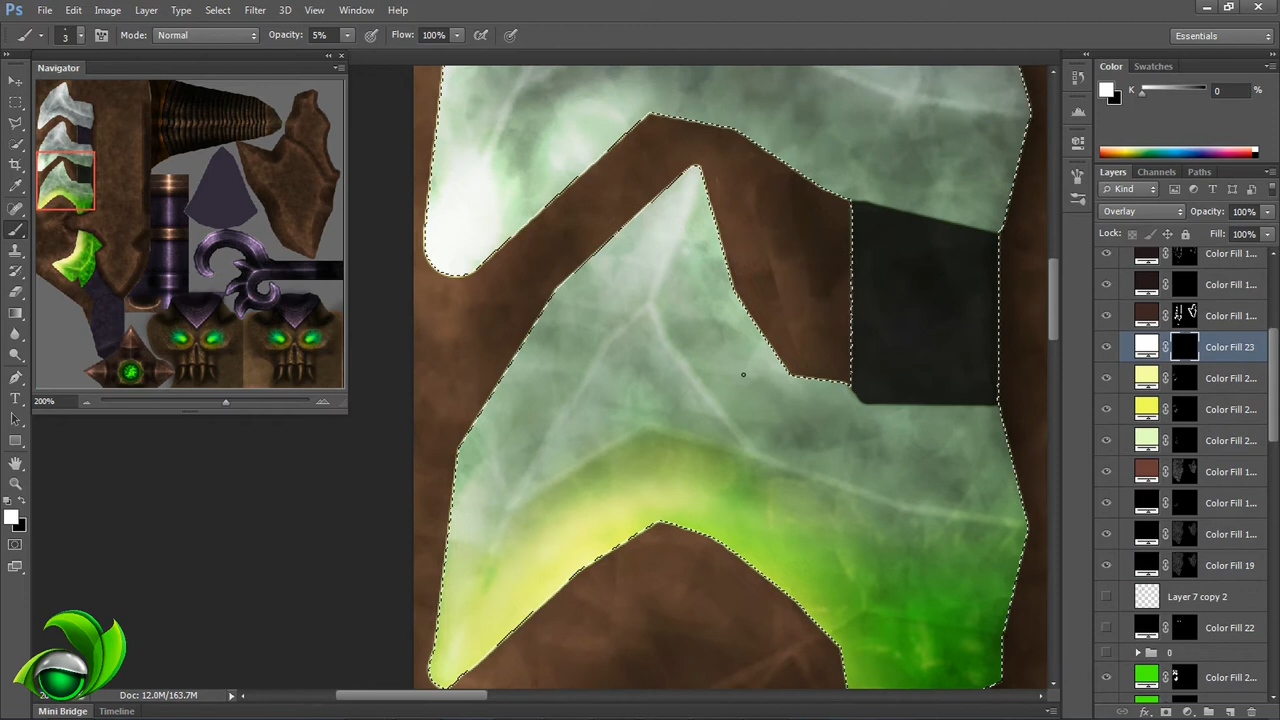 Ps File Edit Image Layer Type Select Filter 3D View Window Help
3 Mode: Normal Opacity: 5% Flow: 100% Essentials
Navigator
200%
Color Swatches
K 0 %
Layers Channels Paths
Kind
Overlay Opacity: 100%
Lock: Fill: 100%
Color Fill 1...
Color Fill 1...
Color Fill 1...
Color Fill 23
Color Fill 2...
Color Fill 2...
Color Fill 2...
Color Fill 1...
Color Fill 1...
Color Fill 1...
Color Fill 19
Layer 7 copy 2
Color Fill 22
0
Color Fill 2...
Doc: 12.0M/163.7M
Mini Bridge Timeline